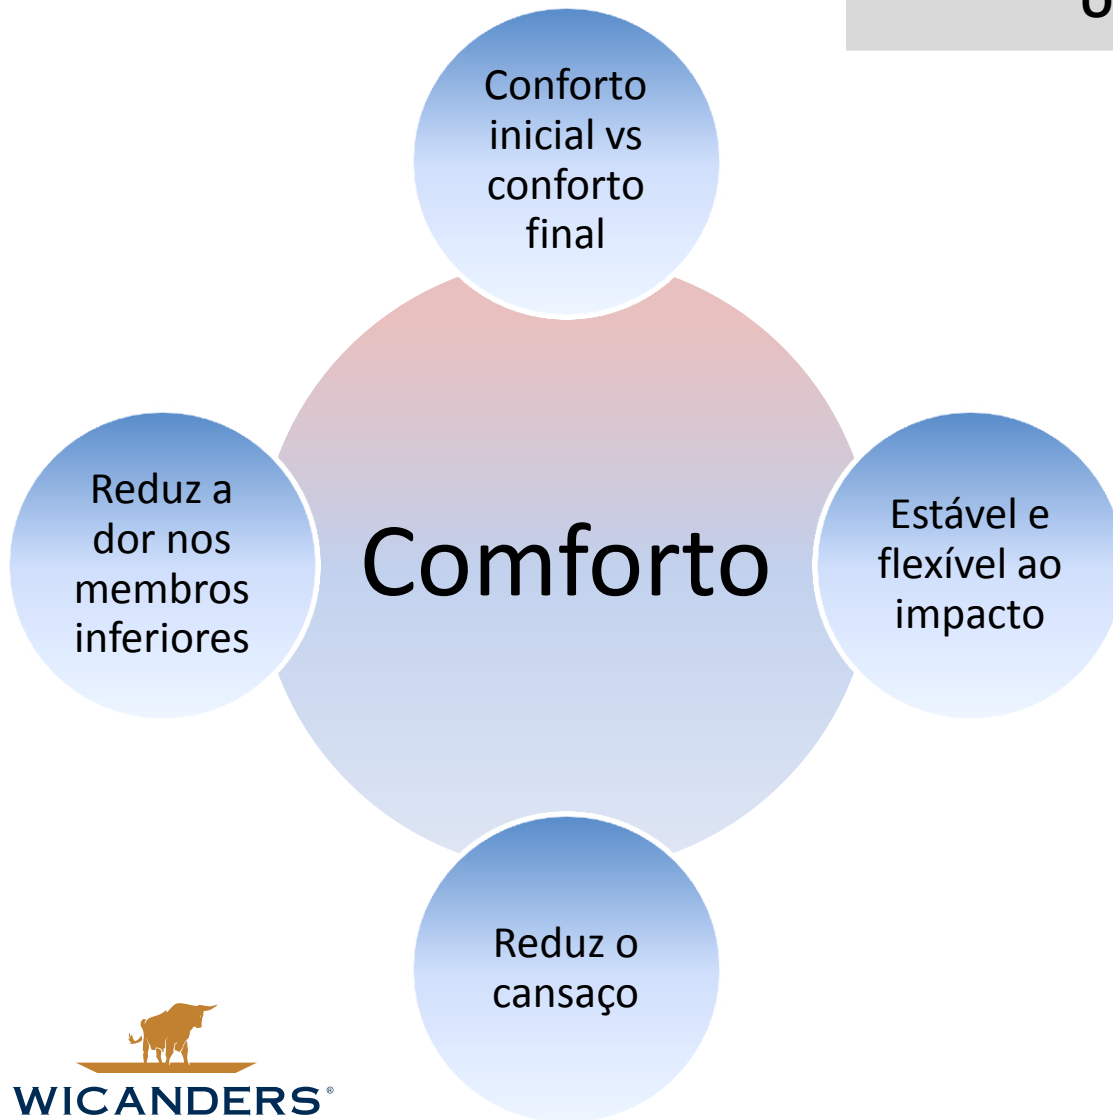 Conforto
inicial vs
conforto
final
Reduz a
dor nos
membros
inferiores
Comforto
Estável e
flexível ao
impacto
Reduz o
cansaço
WICANDERS®